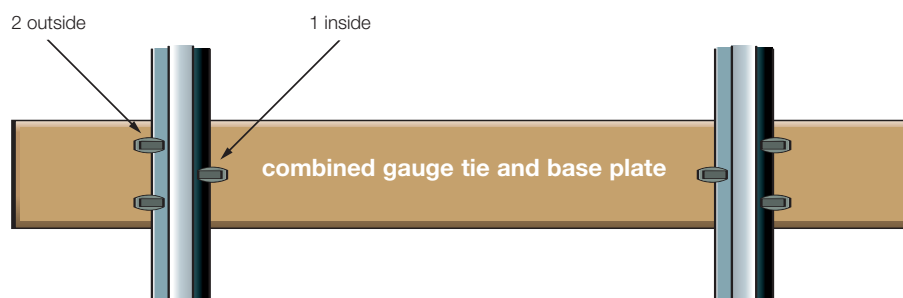 2 outside
1 inside
combined gauge tie and base plate